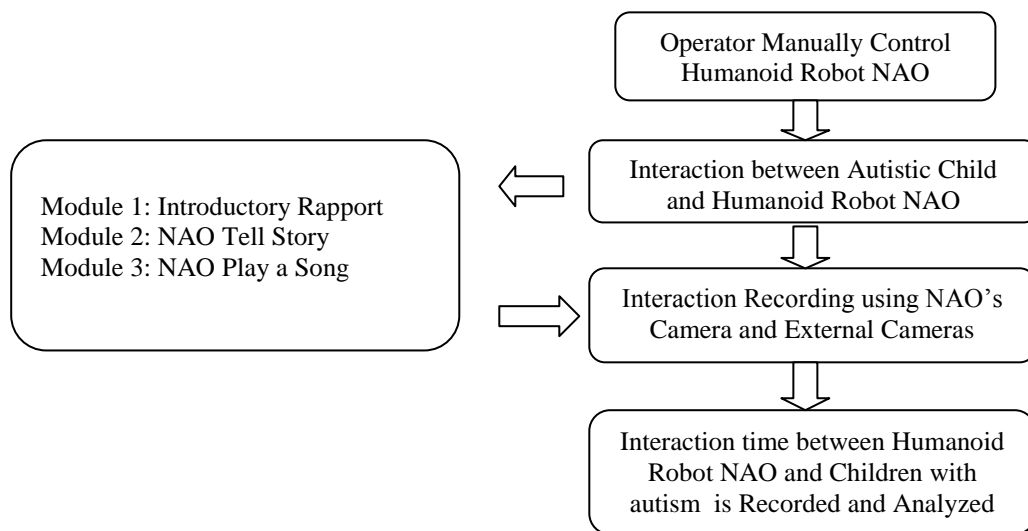 Operator Manually Control
Humanoid Robot NAO
Interaction between Autistic Child
and Humanoid Robot NAO
Module 1: Introductory Rapport
Module 2: NAO Tell Story
Module 3: NAO Play a Song
Interaction Recording using NAO’s
Camera and External Cameras
Interaction time between Humanoid
Robot NAO and Children with
autism is Recorded and Analyzed